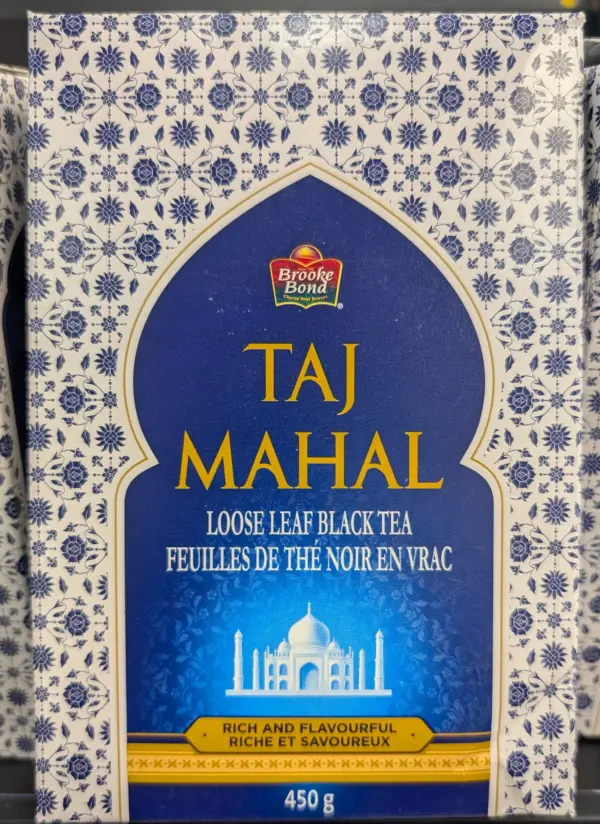 Brooke
Bond
TAJ
MAHAL
LOOSE LEAF BLACK TEA
FEUILLES DE THÉ NOIR EN VRAC
RICH AND FLAVOURFUL
RICHE ET SAVOUREUX
450 g